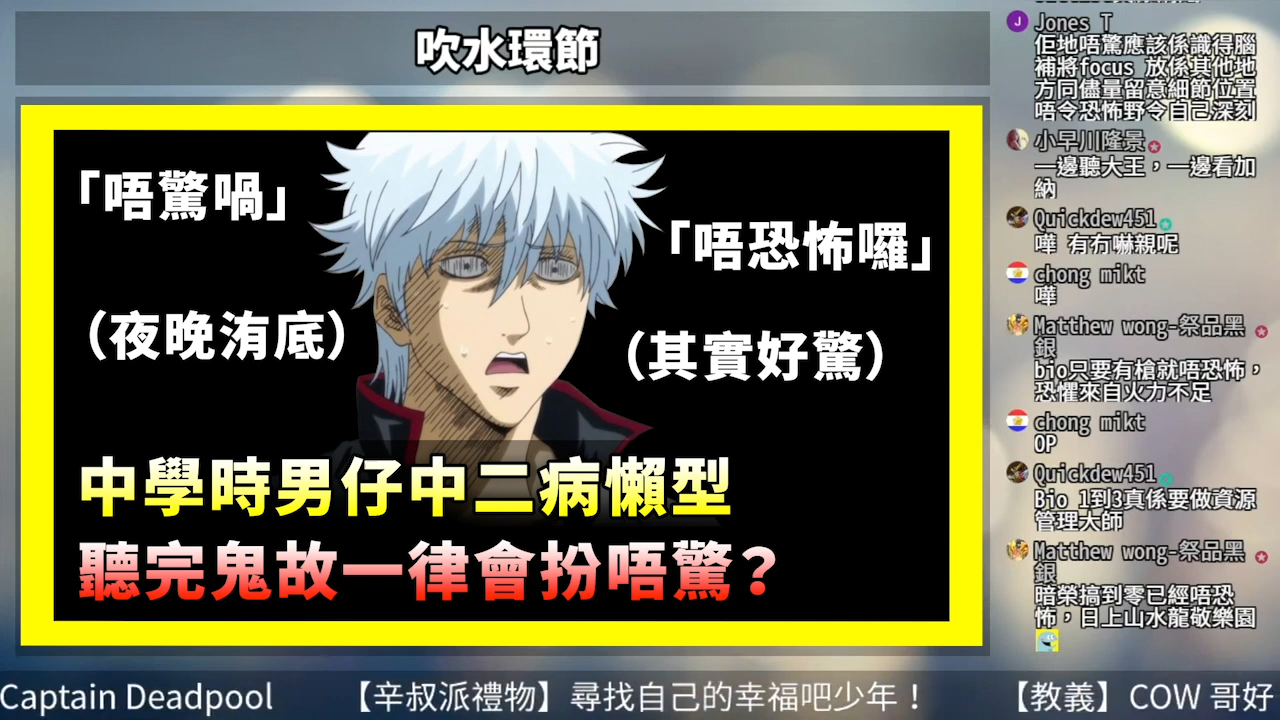 吹水環節
「唔驚喎」
「唔恐怖囉」
（夜晚洧底）
（其實好驚）
中學時男仔中二病懶型
聽完鬼故一律會扮唔驚？
J
Jones T
佢地唔驚應該係識得腦
補將focus 放係其他地
方同儘量留意細節位置
唔令恐怖野令自己深刻
小早川隆景
一邊聽大王，一邊看加
納
Quickdew451
嘩 有冇嚇親呢
chong mikt
嘩
Matthew wong-祭品黑
銀
bio只要有槍就唔恐怖，
恐懼來自火力不足
chong mikt
OP
Quickdew451
Bio 1到3真係要做資源
管理大師
Matthew wong-祭品黑
銀
暗榮搞到零已經唔恐
怖，日上山水龍敬樂園
Captain Deadpool 【辛叔派禮物】尋找自己的幸福吧少年！ 【教義】COW 哥好